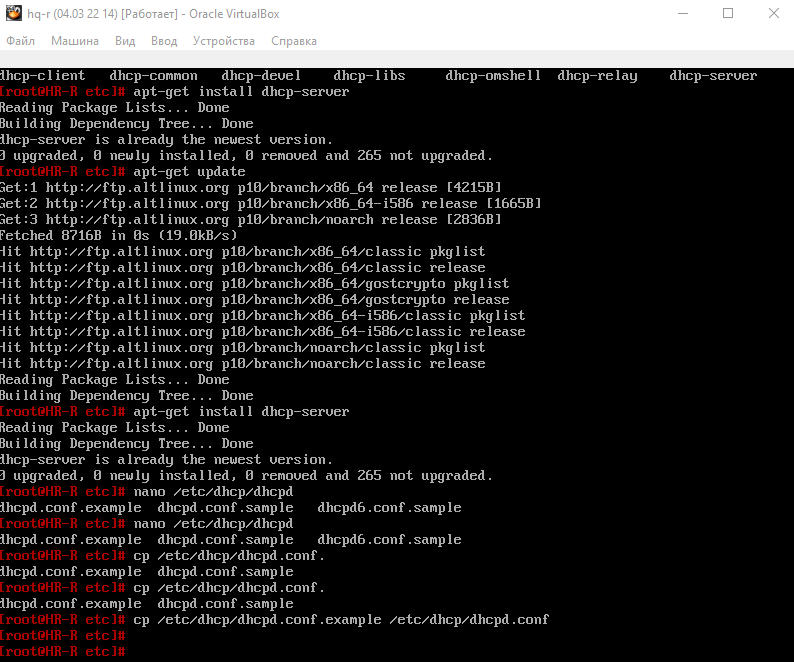 hq-r (04.03 22 14) [Работает] - Oracle VirtualBox
Файл Машина Вид Ввод Устройства Справка
dhcp-client dhcp-common dhcp-devel dhcp-libs dhcp-omshell dhcp-relay dhcp-server
[root@HR-R etc]# apt-get install dhcp-server
Reading Package Lists... Done
Building Dependency Tree... Done
dhcp-server is already the newest version.
0 upgraded, 0 newly installed, 0 removed and 265 not upgraded.
[root@HR-R etc]# apt-get update
Get:1 http://ftp.altlinux.org p10/branch/x86_64 release [4215B]
Get:2 http://ftp.altlinux.org p10/branch/x86_64-i586 release [1665B]
Get:3 http://ftp.altlinux.org p10/branch/noarch release [2836B]
Fetched 8716B in 0s (19.0kB/s)
Hit http://ftp.altlinux.org p10/branch/x86_64/classic pkglist
Hit http://ftp.altlinux.org p10/branch/x86_64/classic release
Hit http://ftp.altlinux.org p10/branch/x86_64/gostcrypto pkglist
Hit http://ftp.altlinux.org p10/branch/x86_64/gostcrypto release
Hit http://ftp.altlinux.org p10/branch/x86_64-i586/classic pkglist
Hit http://ftp.altlinux.org p10/branch/x86_64-i586/classic release
Hit http://ftp.altlinux.org p10/branch/noarch/classic pkglist
Hit http://ftp.altlinux.org p10/branch/noarch/classic release
Reading Package Lists... Done
Building Dependency Tree... Done
[root@HR-R etc]# apt-get install dhcp-server
Reading Package Lists... Done
Building Dependency Tree... Done
dhcp-server is already the newest version.
0 upgraded, 0 newly installed, 0 removed and 265 not upgraded.
[root@HR-R etc]# nano /etc/dhcp/dhcpd
dhcpd.conf.example dhcpd.conf.sample dhcpd6.conf.sample
[root@HR-R etc]# nano /etc/dhcp/dhcpd
dhcpd.conf.example dhcpd.conf.sample dhcpd6.conf.sample
[root@HR-R etc]# cp /etc/dhcp/dhcpd.conf.
dhcpd.conf.example dhcpd.conf.sample
[root@HR-R etc]# cp /etc/dhcp/dhcpd.conf.
dhcpd.conf.example dhcpd.conf.sample
[root@HR-R etc]# cp /etc/dhcp/dhcpd.conf.example /etc/dhcp/dhcpd.conf
[root@HR-R etc]#
[root@HR-R etc]#